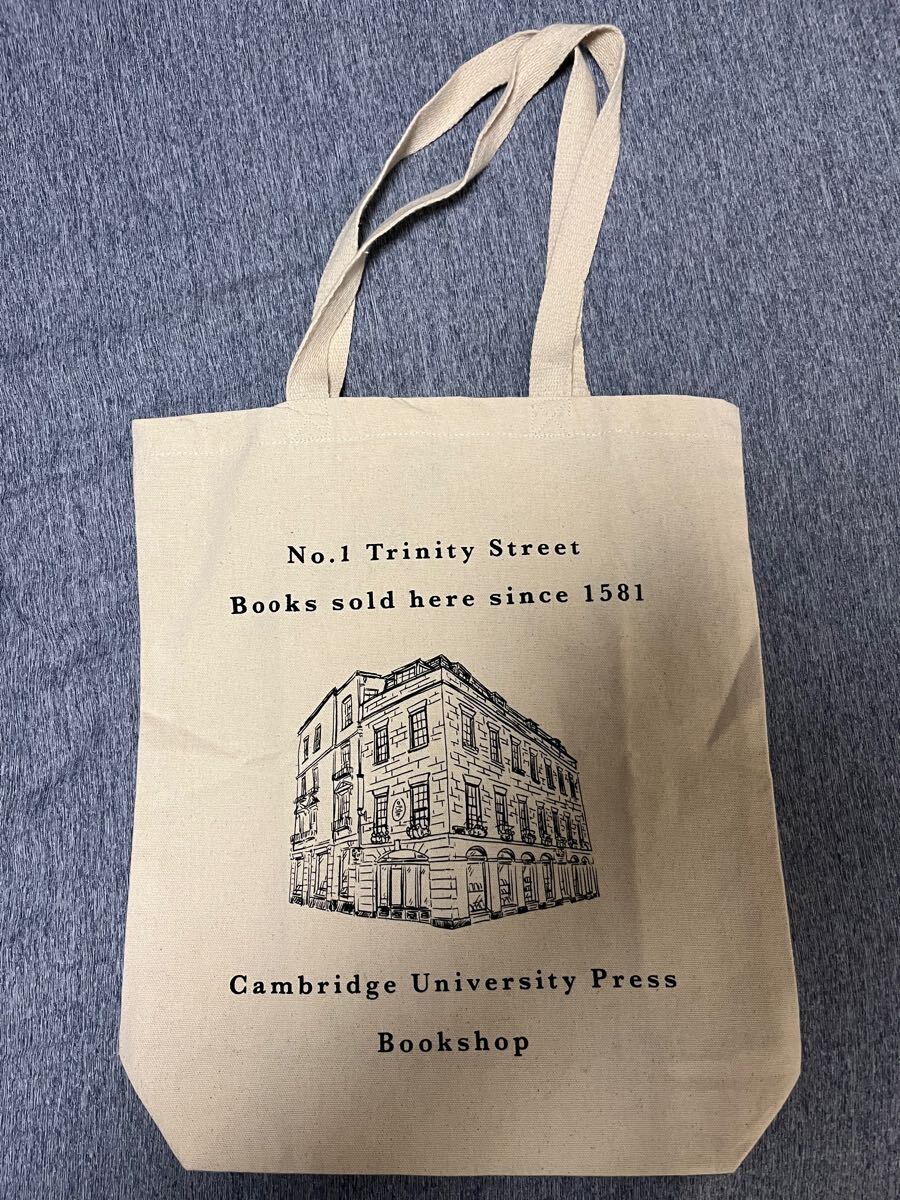 No.1 Trinity Street
Books sold here since 1581
Cambridge University Press
Bookshop